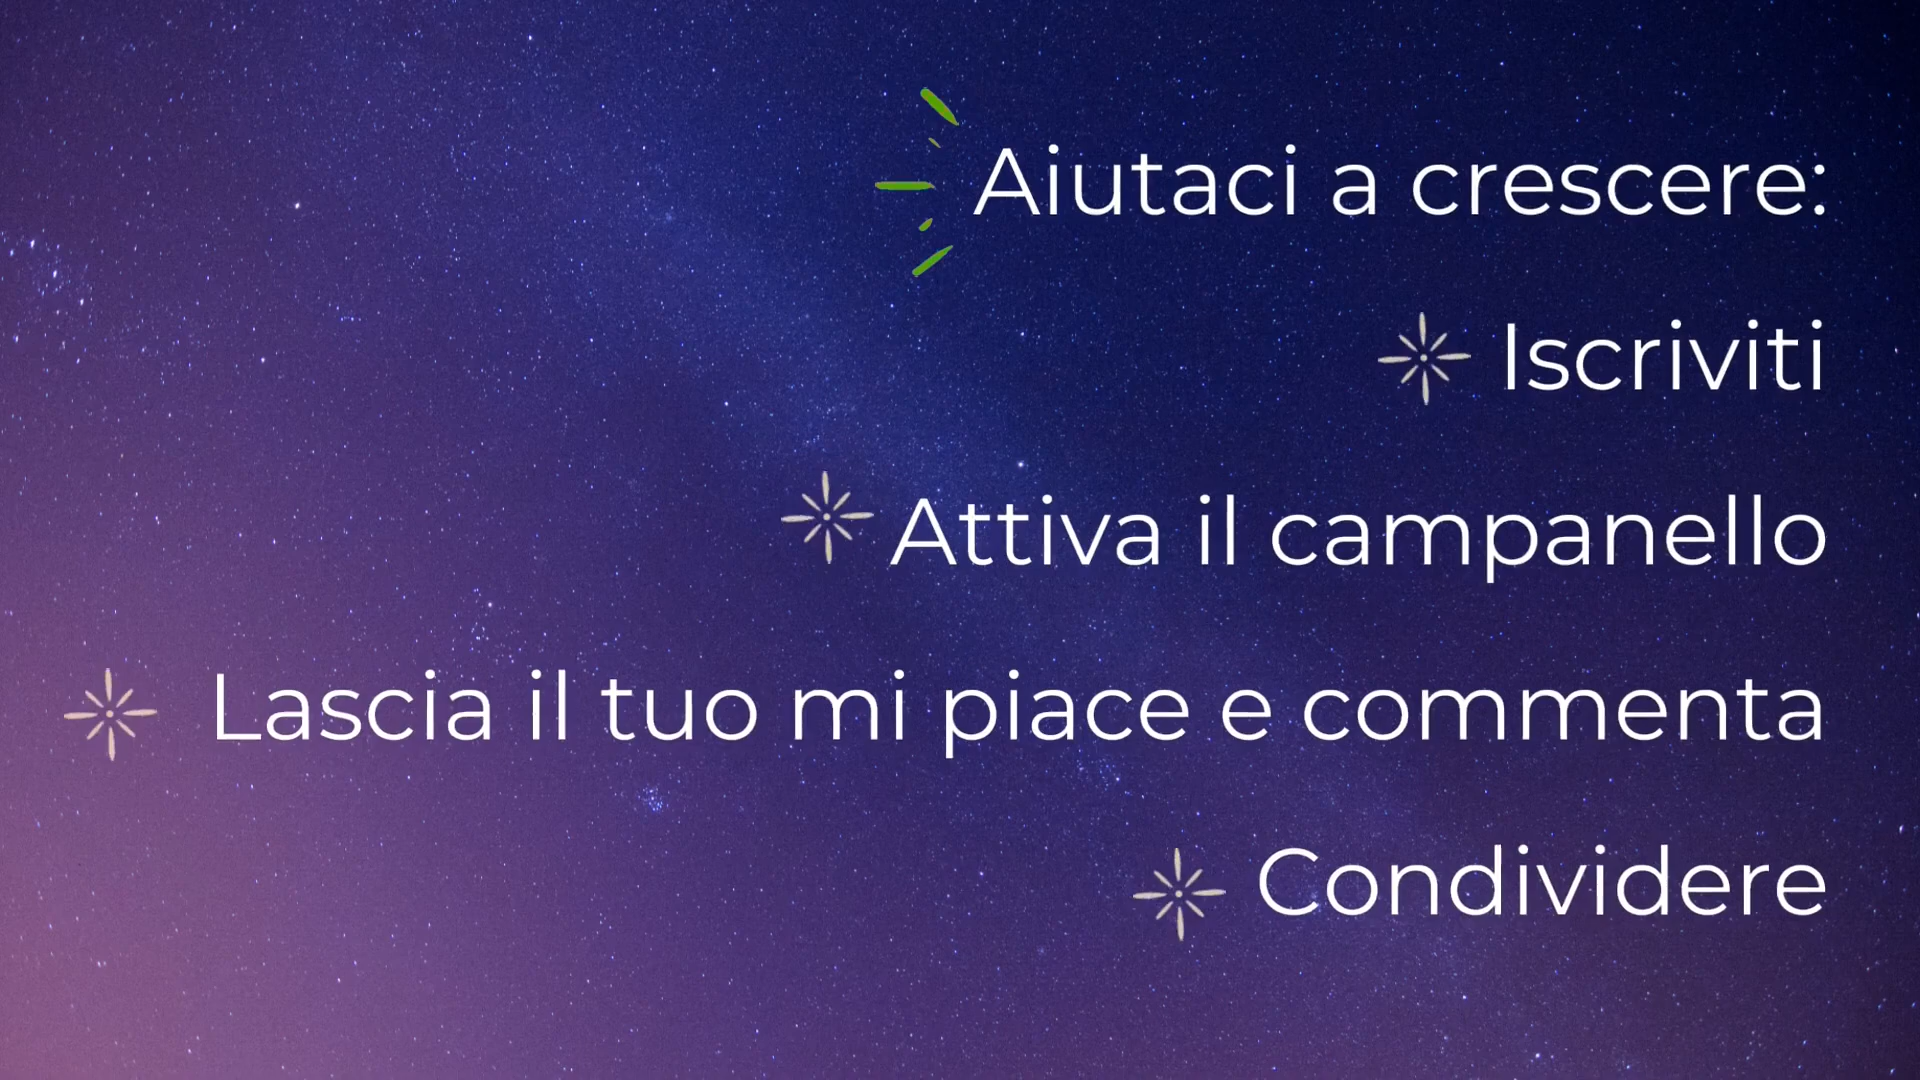 Aiutaci a crescere:
Iscriviti
Attiva il campanello
Lascia il tuo mi piace e commenta
Condividere